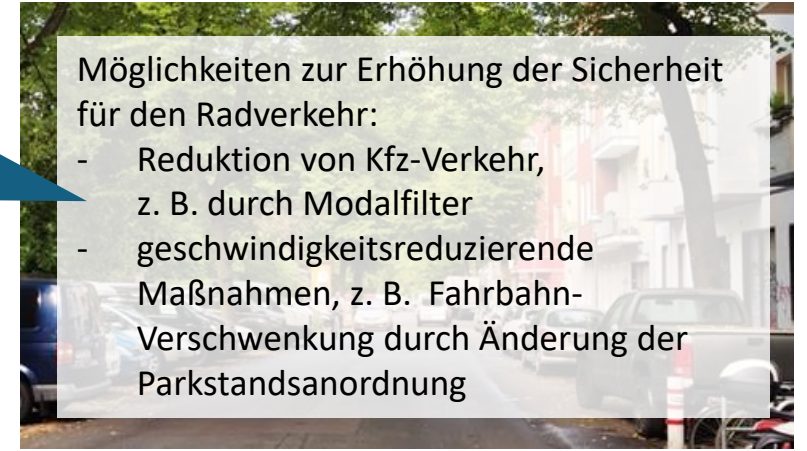 Möglichkeiten zur Erhöhung der Sicherheit
für den Radverkehr:
- Reduktion von Kfz-Verkehr,
z. B. durch Modalfilter
- geschwindigkeitsreduzierende
Maßnahmen, z. B. Fahrbahn-
Verschwenkung durch Änderung der
Parkstandsanordnung